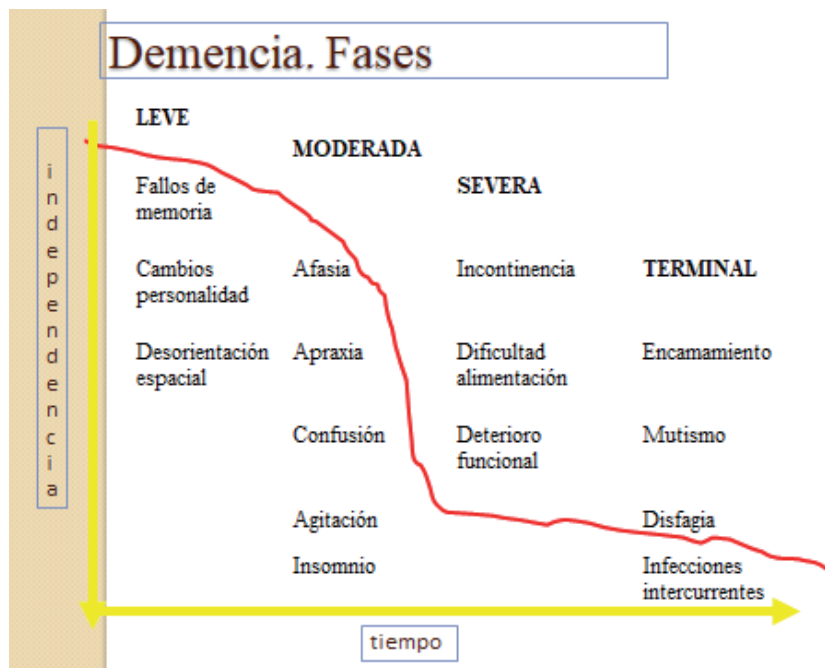 Demencia. Fases
independencia
LEVE
Fallos de
memoria
Cambios
personalidad
Desorientación
espacial
MODERADA
Afasia
Apraxia
Confusión
Agitación
Insomnio
SEVERA
Incontinencia
Dificultad
alimentación
Deterioro
funcional
TERMINAL
Encamamiento
Mutismo
Disfagia
Infecciones
intercurrentes
tiempo